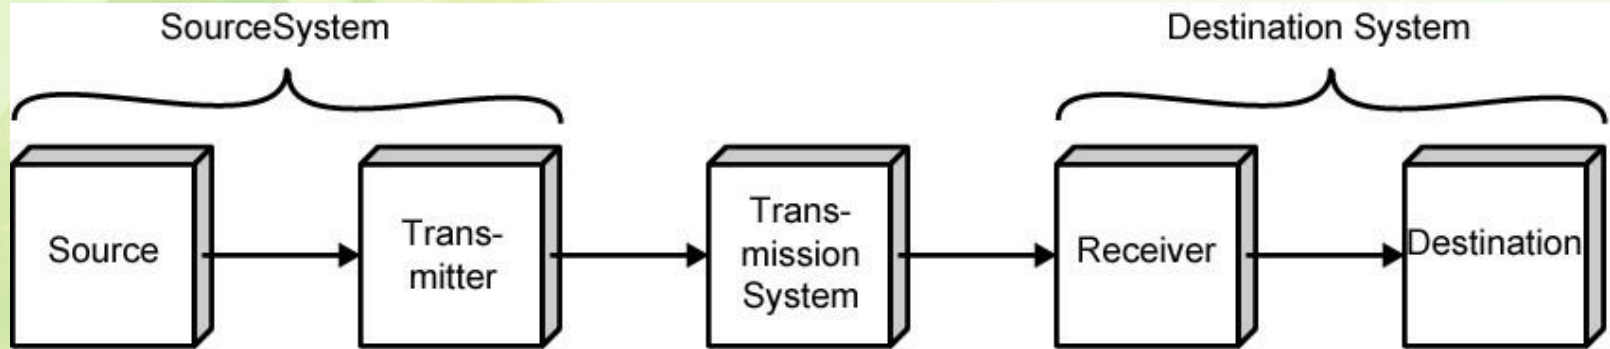 SourceSystem
Destination System
Source
Trans-
mitter
Trans-
mission
System
Receiver
Destination